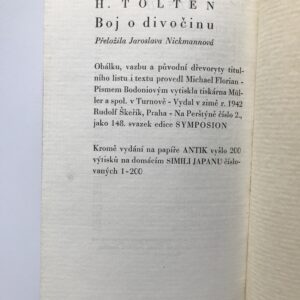 H. TOLTEN
Boj o divočinu
Přeložila Jaroslava Nickmannová
Obálku, vazbu a původní dřevoryty titul-
ního listu i textu provedl Michael Florian -
Písmem Bodoniovým vytiskla tiskárna Mül-
ler a spol. v Turnově - Vydal v zimě r. 1942
Rudolf Škeřík, Praha - Na Perštýně číslo 2.,
jako 148. svazek edice SYMPOSION
Kromě vydání na papíře ANTIK vyšlo 200
výtisků na domácím SIMILI JAPANU číslo-
vaných 1-200